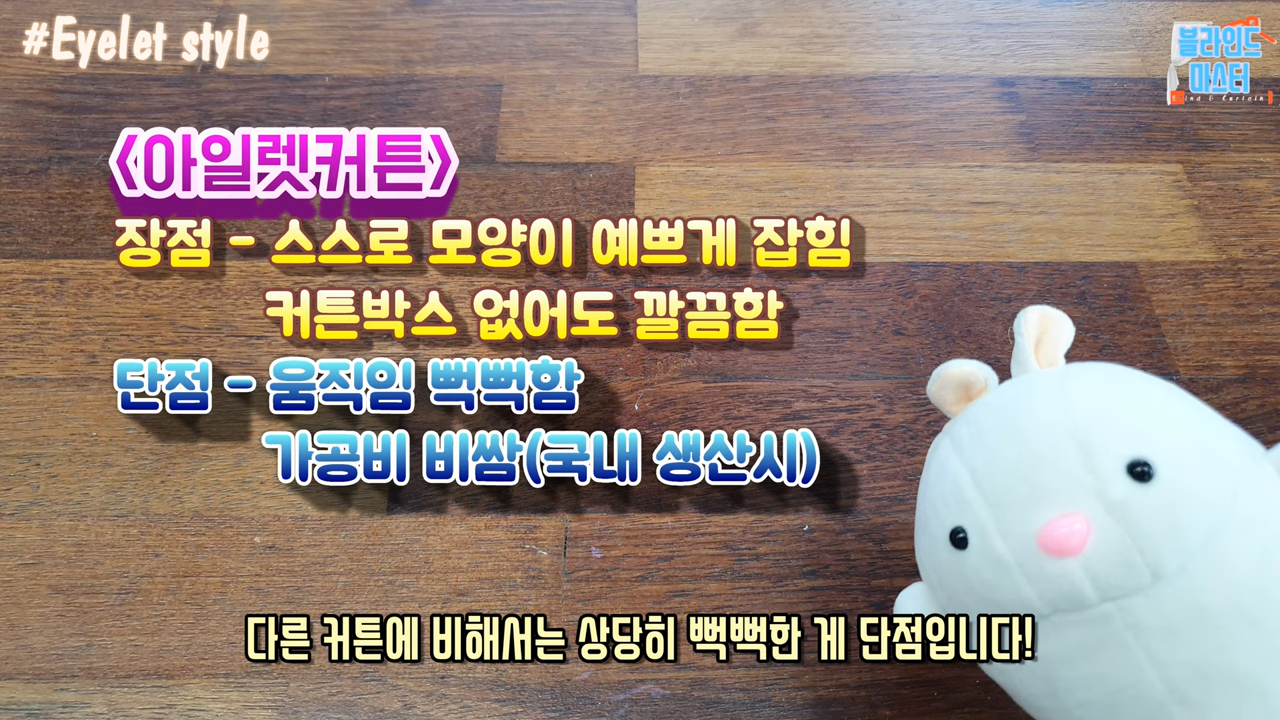 #Eyelet style
블라인드
마스터
<아일렛커튼>
장점 - 스스로 모양이 예쁘게 잡힘
커튼박스 없어도 깔끔함
단점 - 움직임 뻑뻑함
가공비 비쌈(국내 생산시)
다른 커튼에 비해서는 상당히 뻑뻑한 게 단점입니다!